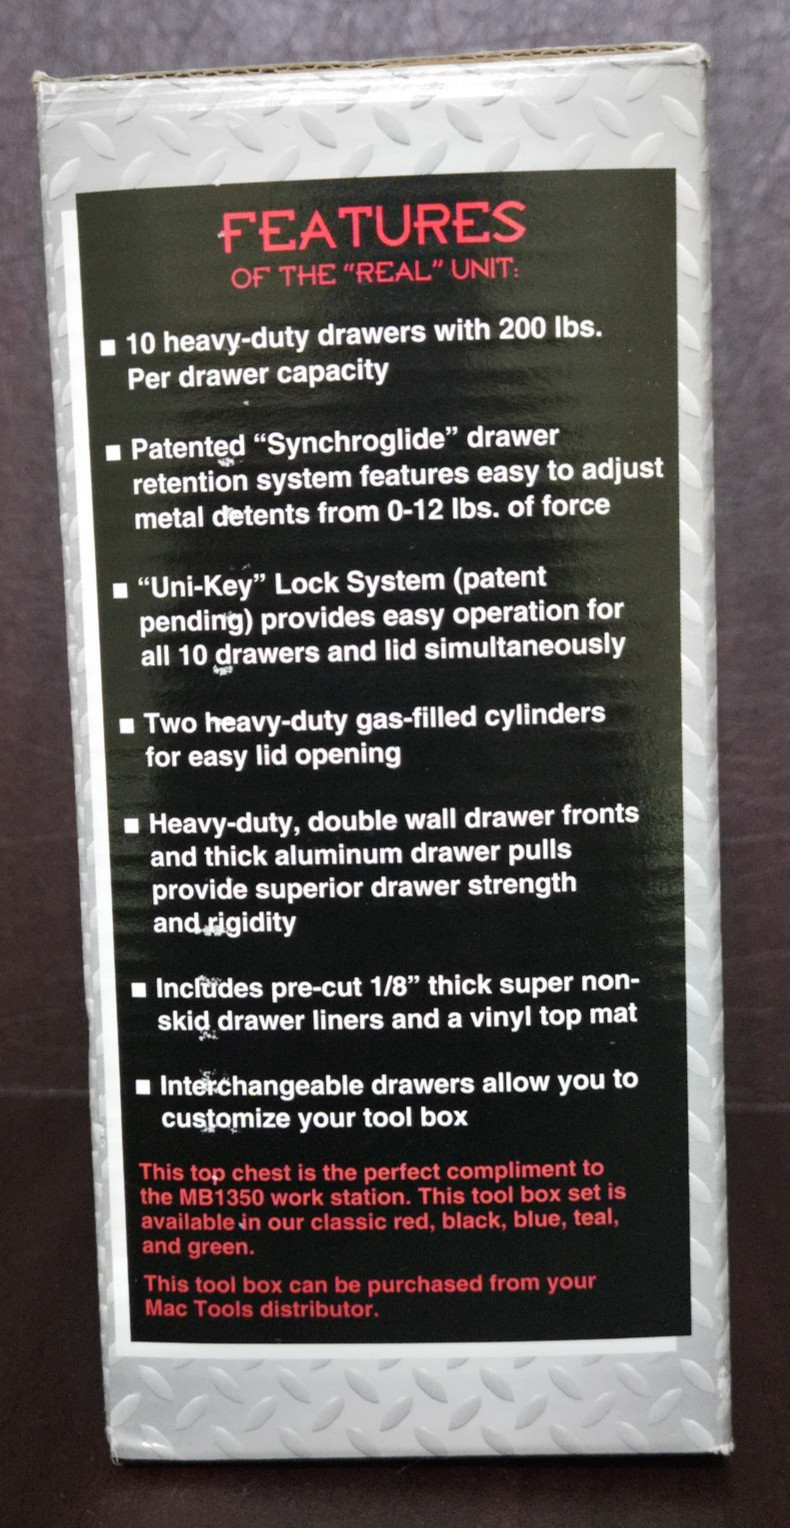 FEATURES
OF THE “REAL” UNIT:
■ 10 heavy-duty drawers with 200 lbs.
Per drawer capacity
■ Patented “Synchroglide” drawer
retention system features easy to adjust
metal detents from 0-12 lbs. of force
■ “Uni-Key” Lock System (patent
pending) provides easy operation for
all 10 drawers and lid simultaneously
■ Two heavy-duty gas-filled cylinders
for easy lid opening
■ Heavy-duty, double wall drawer fronts
and thick aluminum drawer pulls
provide superior drawer strength
and rigidity
■ Includes pre-cut 1/8” thick super non-
skid drawer liners and a vinyl top mat
■ Interchangeable drawers allow you to
customize your tool box
This top chest is the perfect compliment to
the MB1350 work station. This tool box set is
available in our classic red, black, blue, teal,
and green.
This tool box can be purchased from your
Mac Tools distributor.